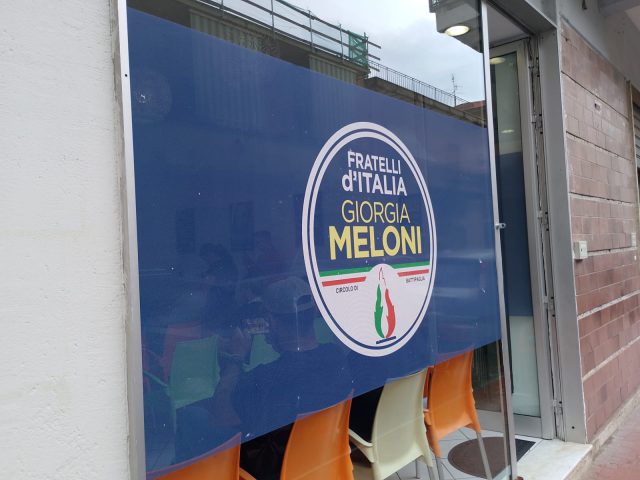 FRATELLI
d'ITALIA
GIORGIA
MELONI
CIRCOLO DI
BATTIPAGLIA